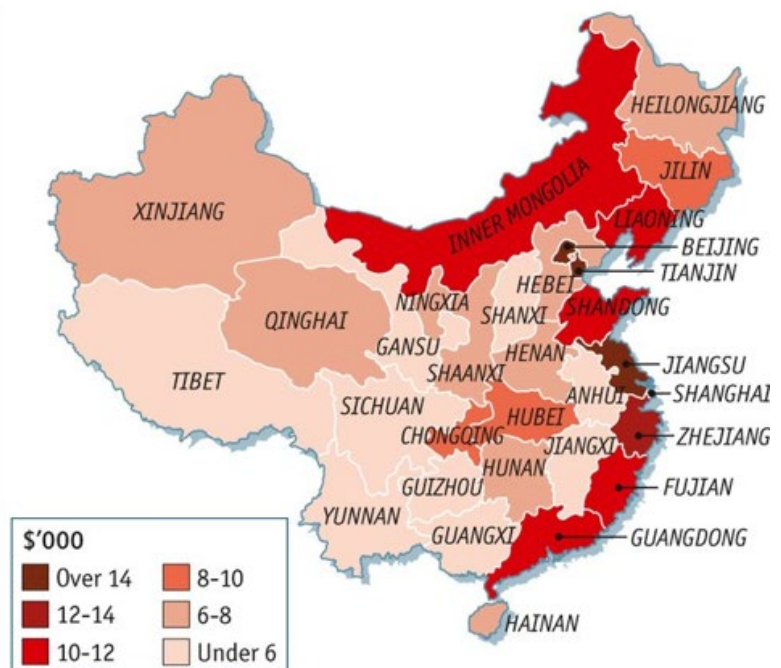 HEILONGJIANG
JILIN
XINJIANG
INNER MONGOLIA
LIAONING
BEIJING
TIANJIN
HEBEI
NINGXIA
SHANDONG
SHANXI
QINGHAI
GANSU
HENAN
SHAANXI
JIANGSU
TIBET
ANHUI
SHANGHAI
SICHUAN
HUBEI
CHONGQING
ZHEJIANG
JIANGXI
HUNAN
GUIZHOU
FUJIAN
YUNNAN
GUANGXI
GUANGDONG
HAINAN
$'000
Over 14
12-14
10-12
8-10
6-8
Under 6